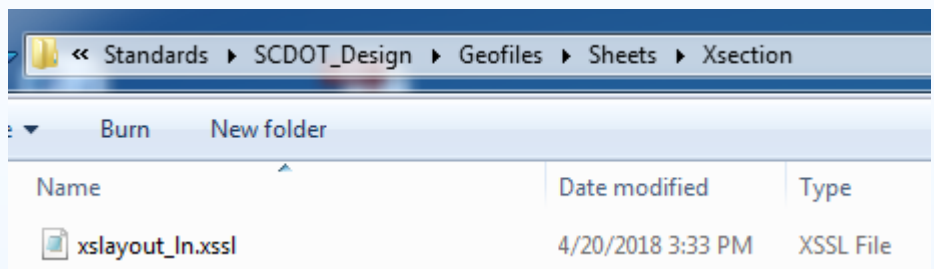 « Standards ▸ SCDOT_Design ▸ Geofiles ▸ Sheets ▸ Xsection
Burn New folder
Name Date modified Type
xslayout_In.xssl 4/20/2018 3:33 PM XSSL File